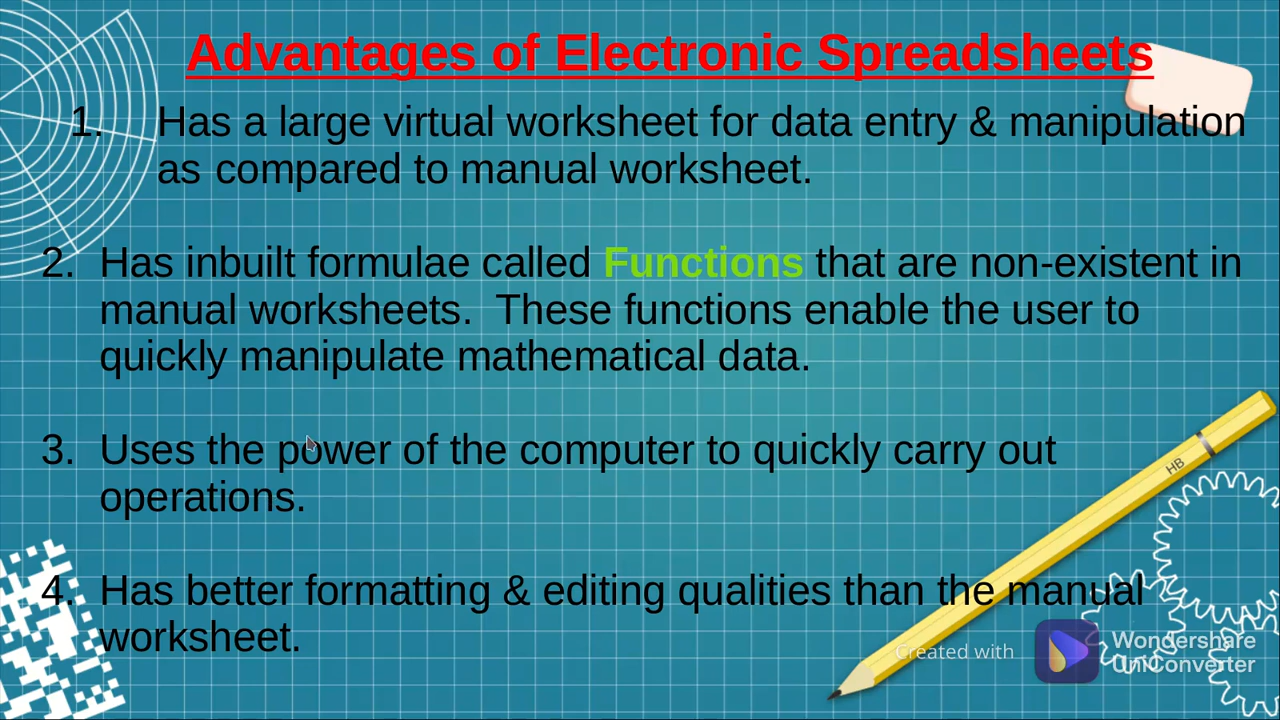 Advantages of Electronic Spreadsheets
1. Has a large virtual worksheet for data entry & manipulation
as compared to manual worksheet.
2. Has inbuilt formulae called Functions that are non-existent in
manual worksheets.  These functions enable the user to
quickly manipulate mathematical data.
3. Uses the power of the computer to quickly carry out
operations.
HB
4. Has better formatting & editing qualities than the manual
worksheet.
Created with
Wondershare
UniConverter